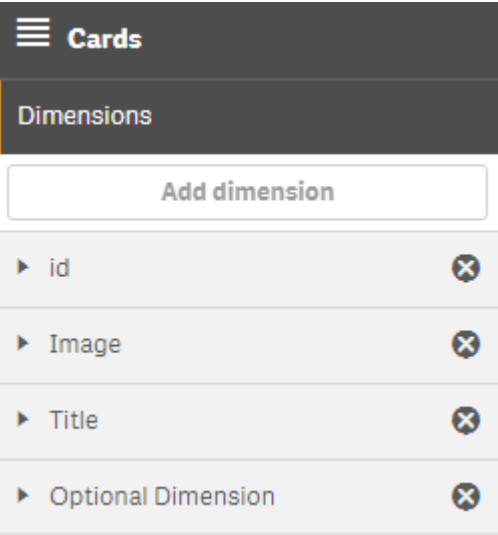 Cards
Dimensions
Add dimension
id
Image
Title
Optional Dimension